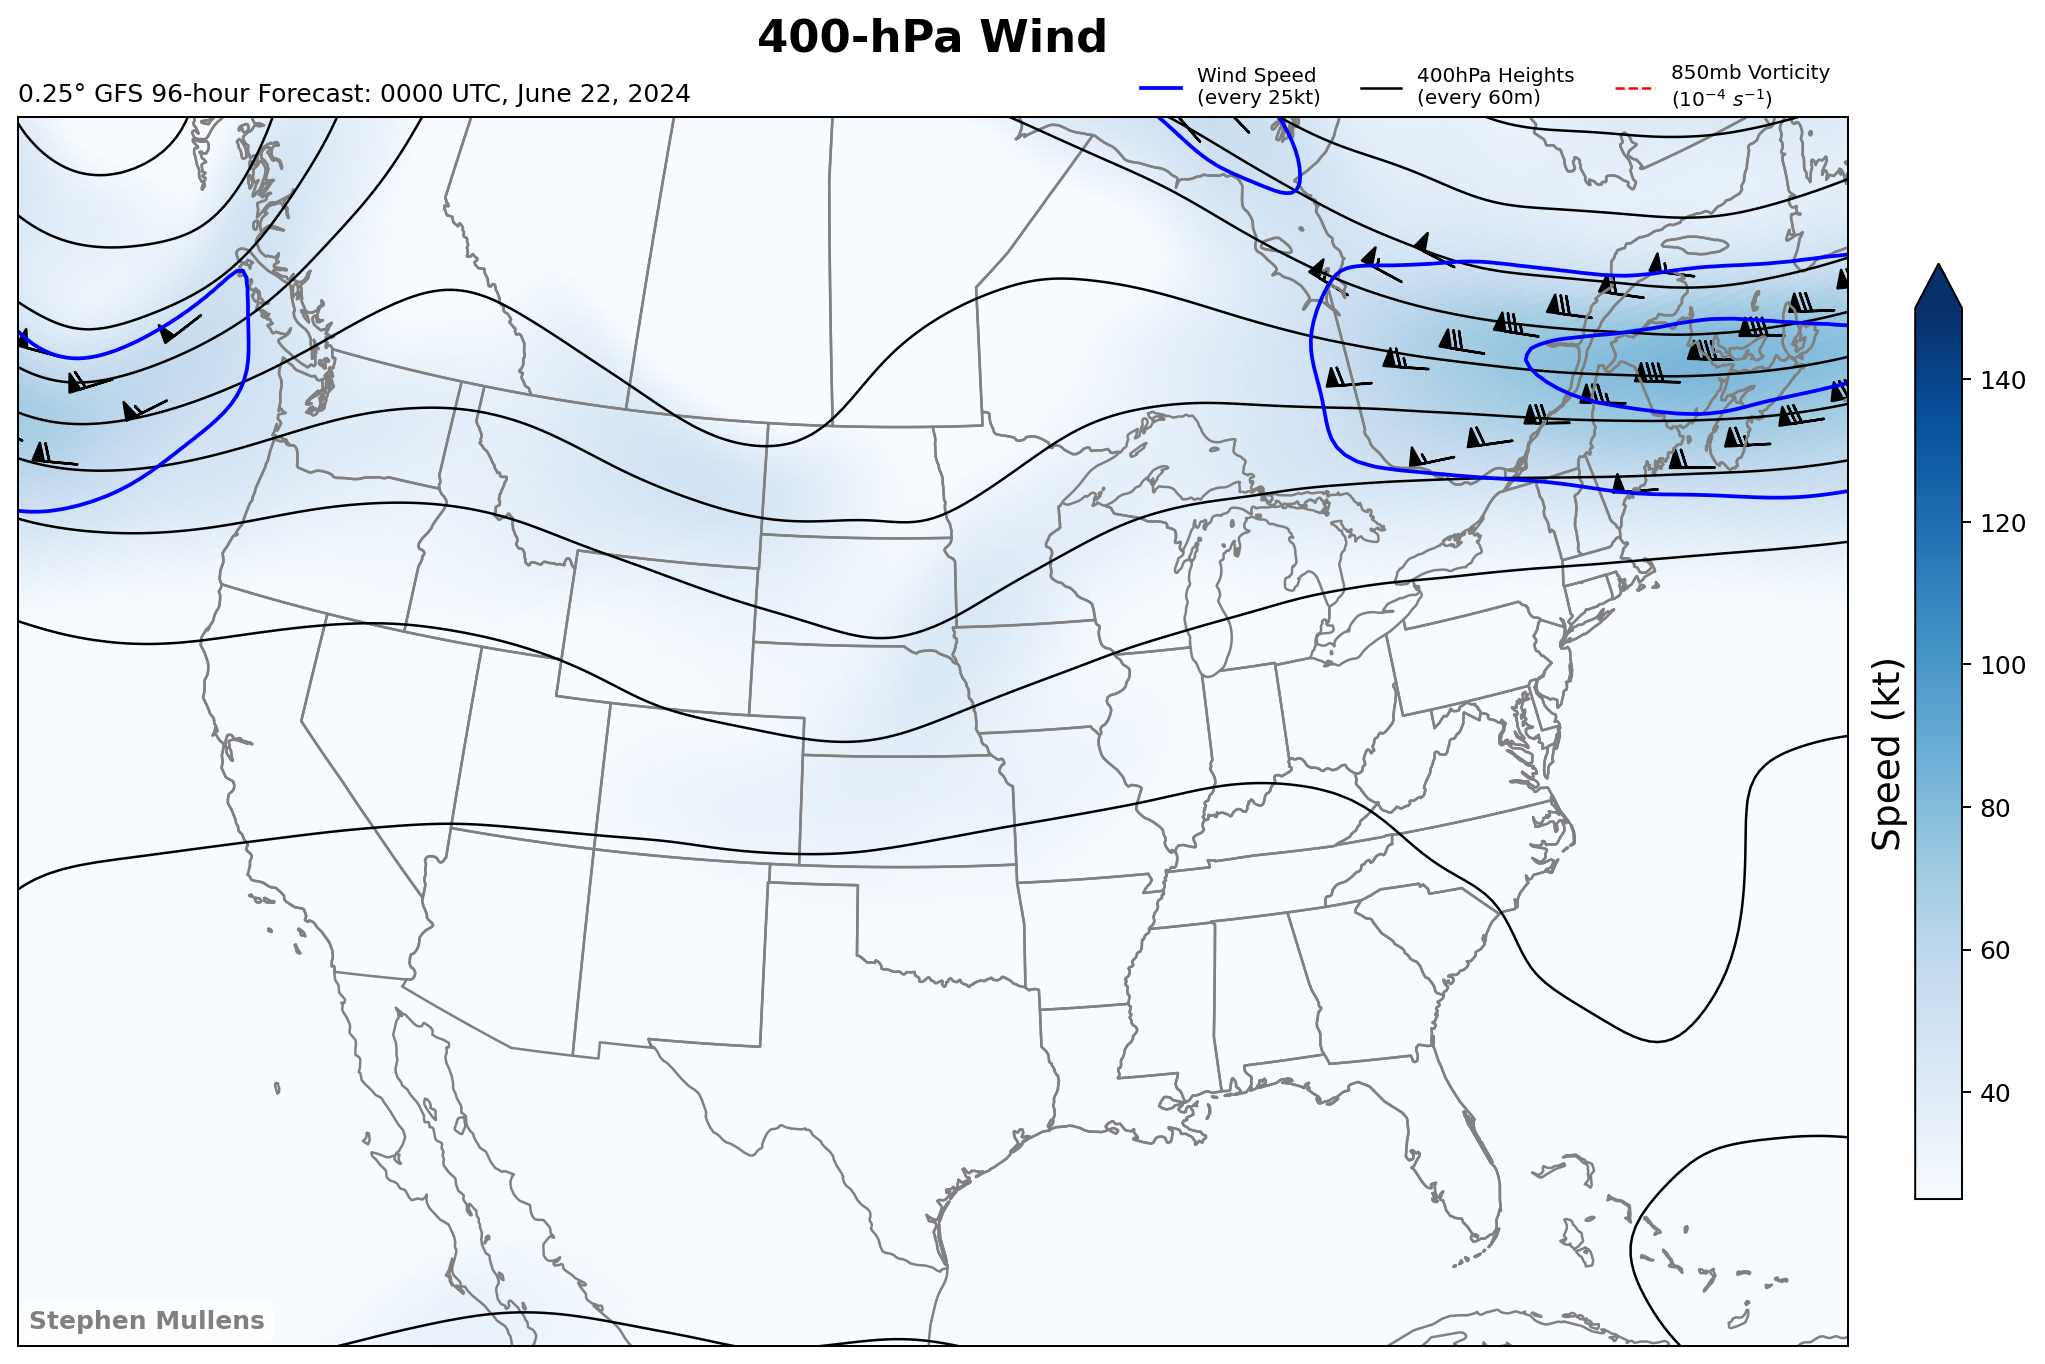 400-hPa Wind
0.25° GFS 96-hour Forecast: 0000 UTC, June 22, 2024
Wind Speed
(every 25kt)
400hPa Heights
(every 60m)
850mb Vorticity
(10⁻⁴ s⁻¹)
140
120
100
80
60
40
Speed (kt)
Stephen Mullens